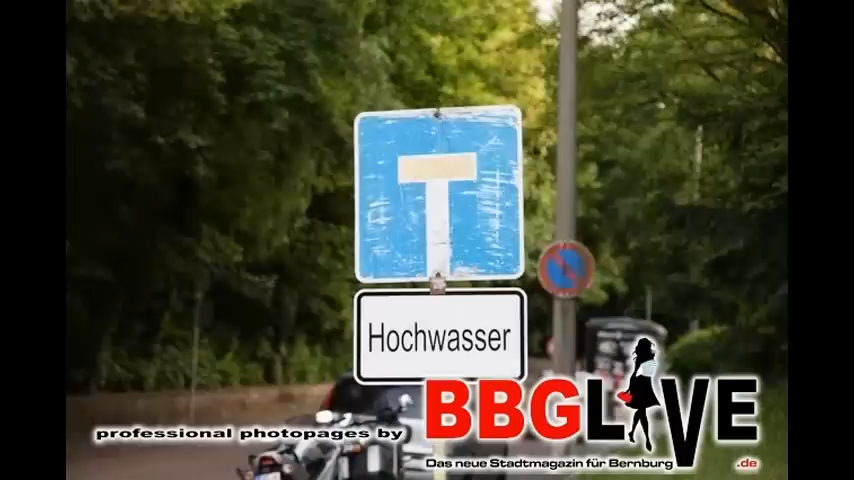 Hochwasser
professional photopages by BBGLIVE
Das neue Stadtmagazin für Bernburg .de